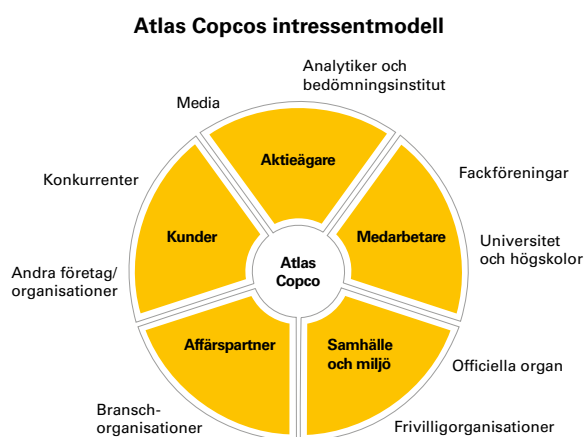 Atlas Copcos intressentmodell
Analytiker och
bedömningsinstitut
Media
Aktieägare
Konkurrenter
Fackföreningar
Kunder
Medarbetare
Universitet
och högskolor
Atlas
Copco
Andra företag/
organisationer
Affärspartner
Samhälle
och miljö
Officiella organ
Bransch-
organisationer
Frivilligorganisationer